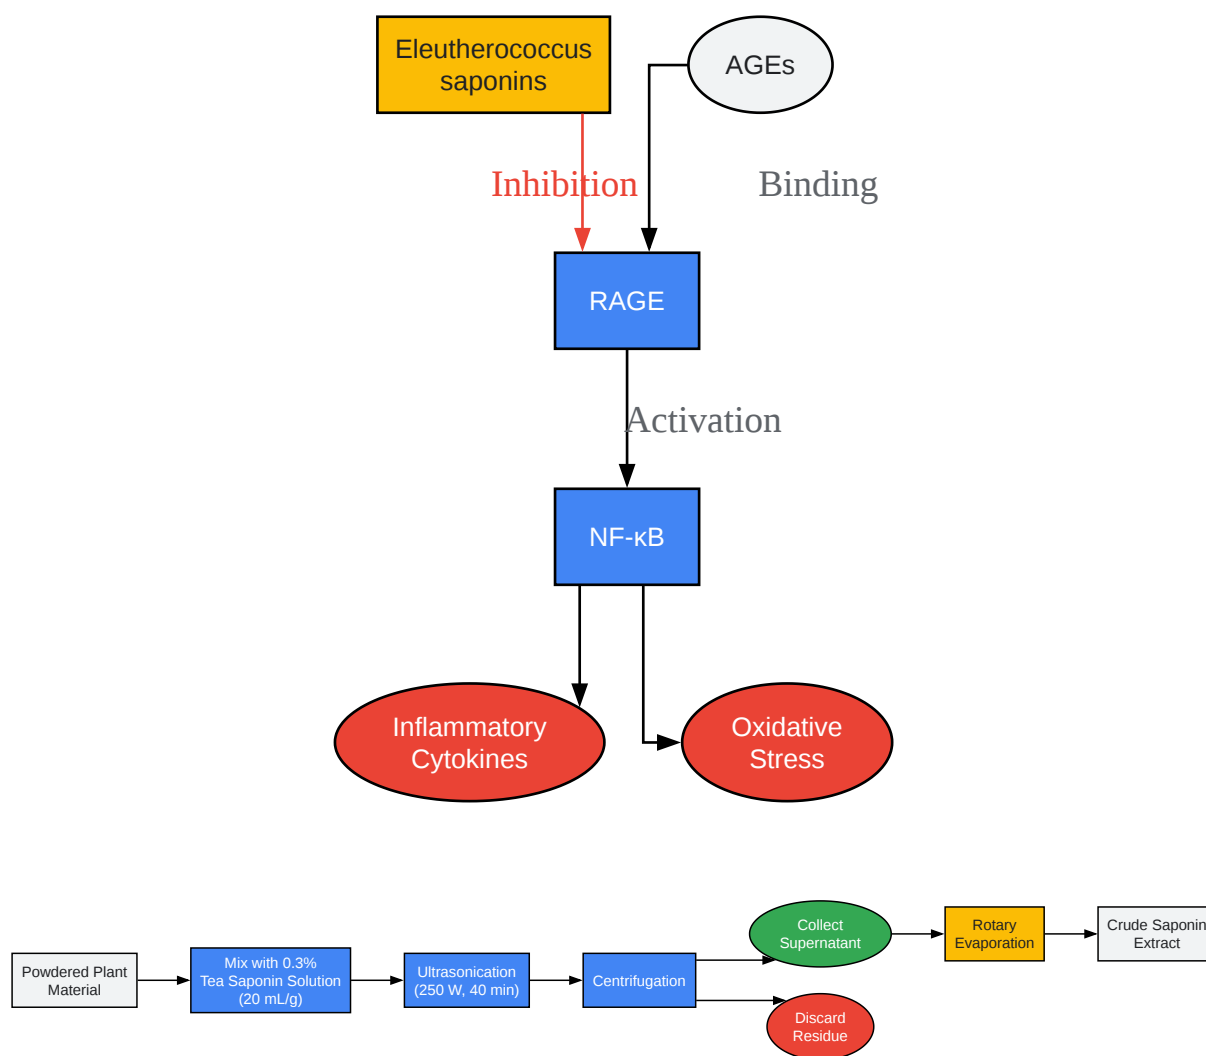 Eleutherococcus
saponins
AGEs
Inhibition
Binding
RAGE
Activation
NF-κB
Inflammatory
Cytokines
Oxidative
Stress
Powdered Plant
Material
Mix with 0.3%
Tea Saponin Solution
(20 mL/g)
Ultrasonication
(250 W, 40 min)
Centrifugation
Collect
Supernatant
Discard
Residue
Rotary
Evaporation
Crude Saponin
Extract